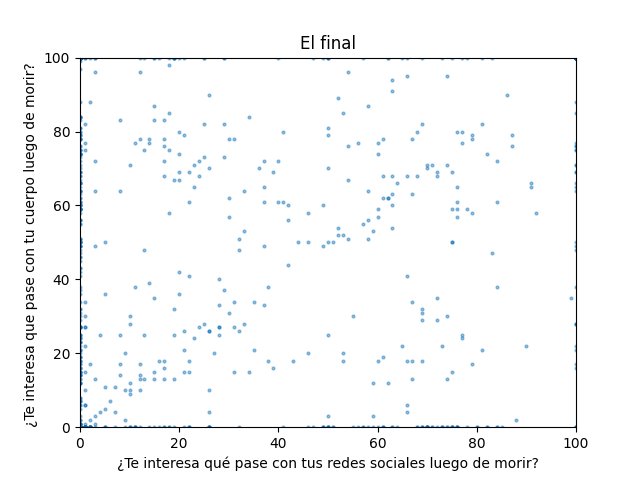 El final
¿Te interesa que pase con tu cuerpo luego de morir?
100
80
60
40
20
0
0 20 40 60 80 100
¿Te interesa qué pase con tus redes sociales luego de morir?